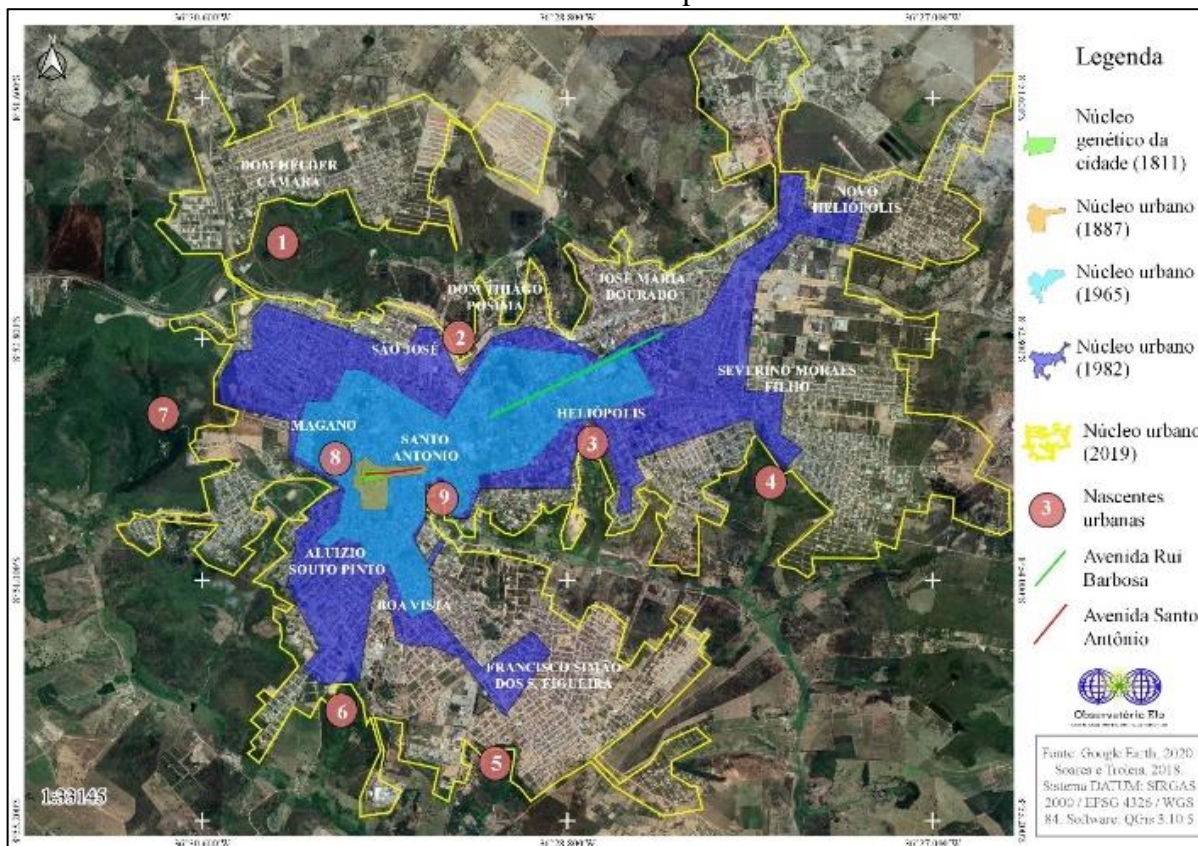 Legenda
Núcleo
genético da
cidade (1811)
Núcleo urbano
(1887)
Núcleo urbano
(1965)
Núcleo urbano
(1982)
Núcleo urbano
(2019)
3
Nascentes
urbanas
Avenida Rui
Barbosa
Avenida Santo
Antônio
Observatório
Fonte: Google Earth, 2020
Soares e 2018.
Sistema DATUM: SIRGAS
2000 / EPSG 4326 / WGS
84. Software: QGis 3.10.5
DOM HÉLDER
CÂMARA
1
NOVO
HELIÓPOLIS
JOSÉ MARIA
DOURADO
DOM THIAGO
2
SÃO JOSÉ
SEVERINO MORAES
FILHO
7
MAGANO
HELIÓPOLIS
SANTO
ANTONIO
3
8
4
9
ALUIZIO
SOUTO PINTO
BOA VISTA
FRANCISCO SIMÃO
DOS S. FIGUEIRA
6
5
1:33145